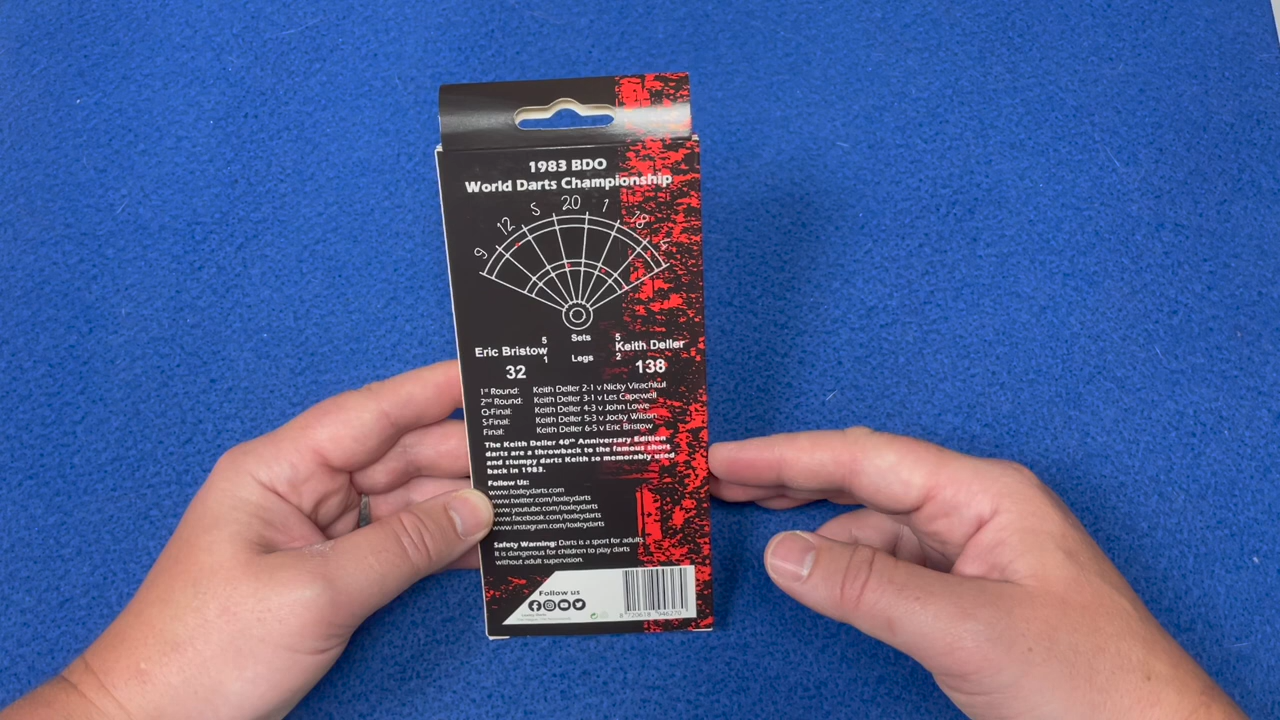 1983 BDO
World Darts Championship
9 12 5 20 1 18 4
5 Sets 5
Eric Bristow Keith Deller
1 Legs 2
32 138
1st Round: Keith Deller 2-1 v Nicky Virachkul
2nd Round: Keith Deller 3-1 v Les Capewell
Q-Final: Keith Deller 4-3 v John Lowe
S-Final: Keith Deller 5-3 v Jocky Wilson
Final: Keith Deller 6-5 v Eric Bristow
The Keith Deller 40th Anniversary Edition
darts are a throwback to the famous short
and stumpy darts Keith so memorably used
back in 1983.
Follow Us:
www.loxleydarts.com
www.twitter.com/loxleydarts
www.youtube.com/loxleydarts
www.facebook.com/loxleydarts
www.instagram.com/loxleydarts
Safety Warning: Darts is a sport for adults.
It is dangerous for children to play darts
without adult supervision.
Follow us
Loxley Darts
8 720618 946270